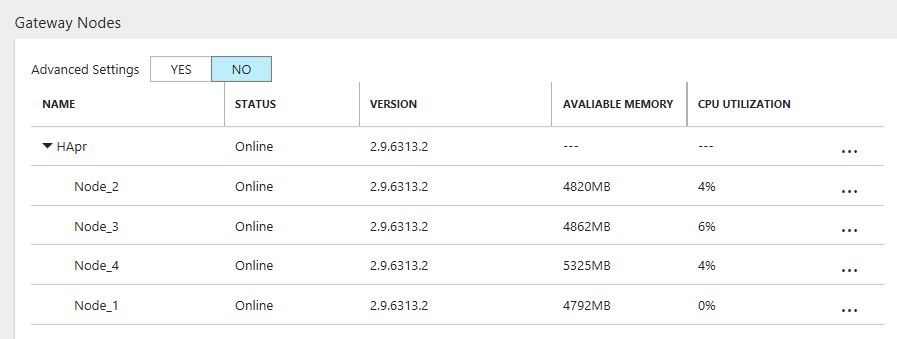 Gateway Nodes
Advanced Settings YES NO
NAME STATUS VERSION AVALIABLE MEMORY CPU UTILIZATION
HApr Online 2.9.6313.2 --- --- ...
Node_2 Online 2.9.6313.2 4820MB 4% ...
Node_3 Online 2.9.6313.2 4862MB 6% ...
Node_4 Online 2.9.6313.2 5325MB 4% ...
Node_1 Online 2.9.6313.2 4792MB 0% ...